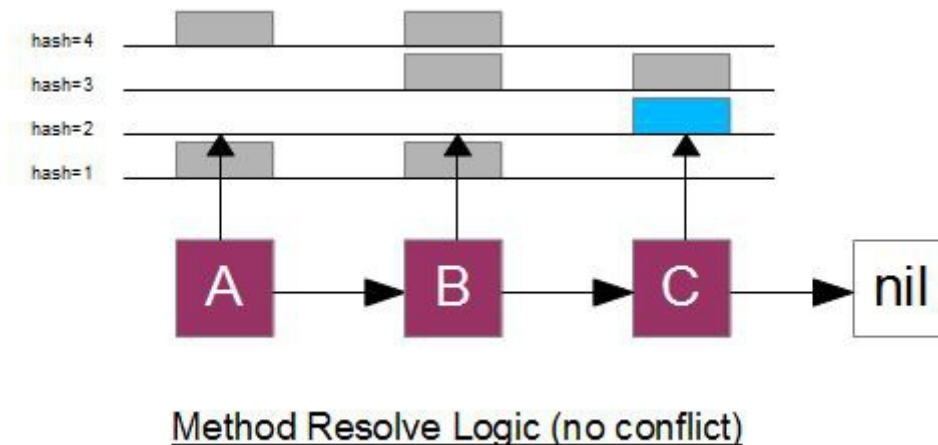 hash=4
hash=3
hash=2
hash=1
A
B
C
nil
Method Resolve Logic (no conflict)